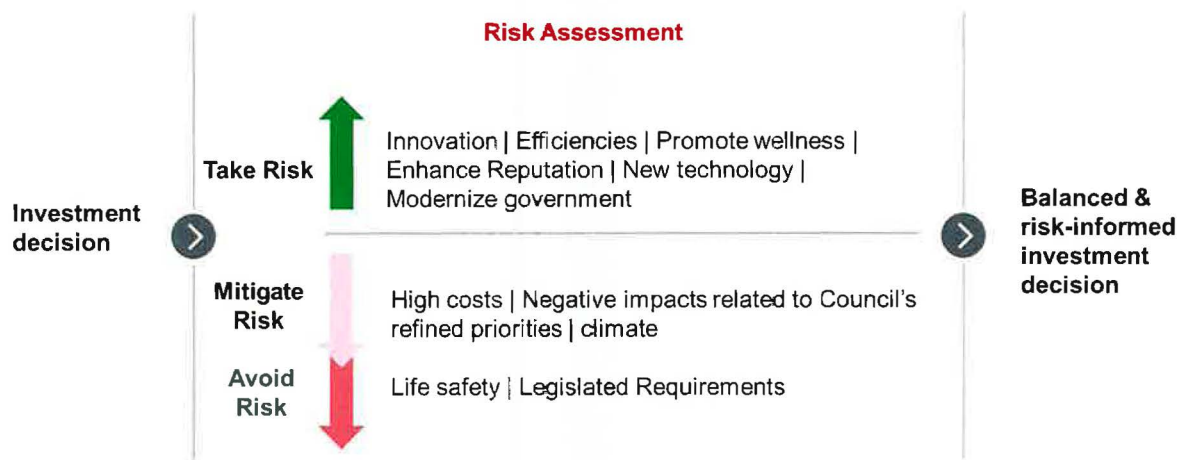 Risk Assessment
Take Risk
Innovation | Efficiencies | Promote wellness |
Enhance Reputation | New technology |
Modernize government
Investment
decision
Balanced &
risk-informed
investment
decision
Mitigate
Risk
High costs | Negative impacts related to Council's
refined priorities | climate
Avoid
Risk
Life safety | Legislated Requirements